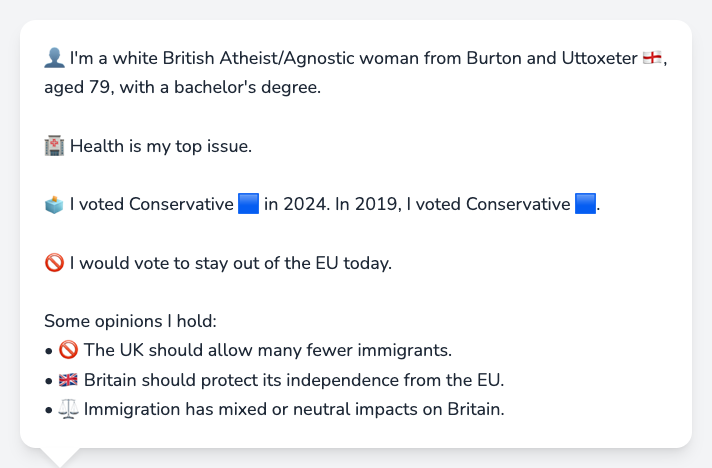 👤 I'm a white British Atheist/Agnostic woman from Burton and Uttoxeter 🏴󠁧󠁢󠁥󠁮󠁧󠁿,
aged 79, with a bachelor's degree.
🏥 Health is my top issue.
🗳️ I voted Conservative 🟦 in 2024. In 2019, I voted Conservative 🟦.
🚫 I would vote to stay out of the EU today.
Some opinions I hold:
• 🚫 The UK should allow many fewer immigrants.
• 🇬🇧 Britain should protect its independence from the EU.
• ⚖️ Immigration has mixed or neutral impacts on Britain.